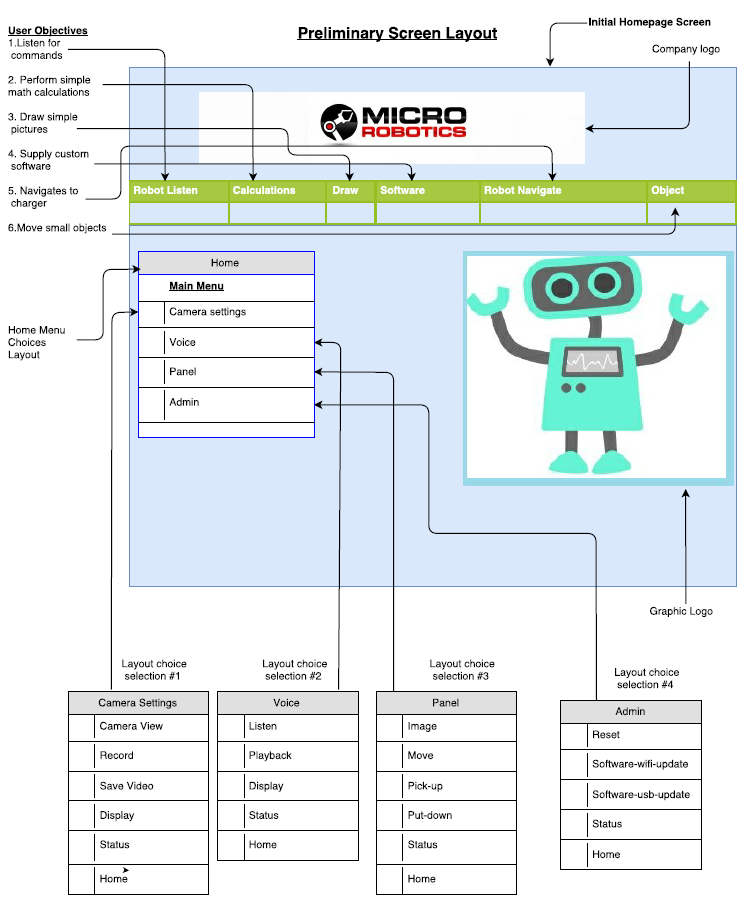 Preliminary Screen Layout
Initial Homepage Screen
Company logo
User Objectives
1.Listen for
commands
2. Perform simple
math calculations
3. Draw simple
pictures
4. Supply custom
software
5. Navigates to
charger
6.Move small objects
MICRO
ROBOTICS
Robot Listen
Calculations
Draw
Software
Robot Navigate
Object
Home
Main Menu
Camera settings
Voice
Panel
Admin
Home Menu
Choices
Layout
Graphic Logo
Layout choice
selection #1
Camera Settings
Camera View
Record
Save Video
Display
Status
Home
Layout choice
selection #2
Voice
Listen
Playback
Display
Status
Home
Layout choice
selection #3
Panel
Image
Move
Pick-up
Put-down
Status
Home
Layout choice
selection #4
Admin
Reset
Software-wifi-update
Software-usb-update
Status
Home